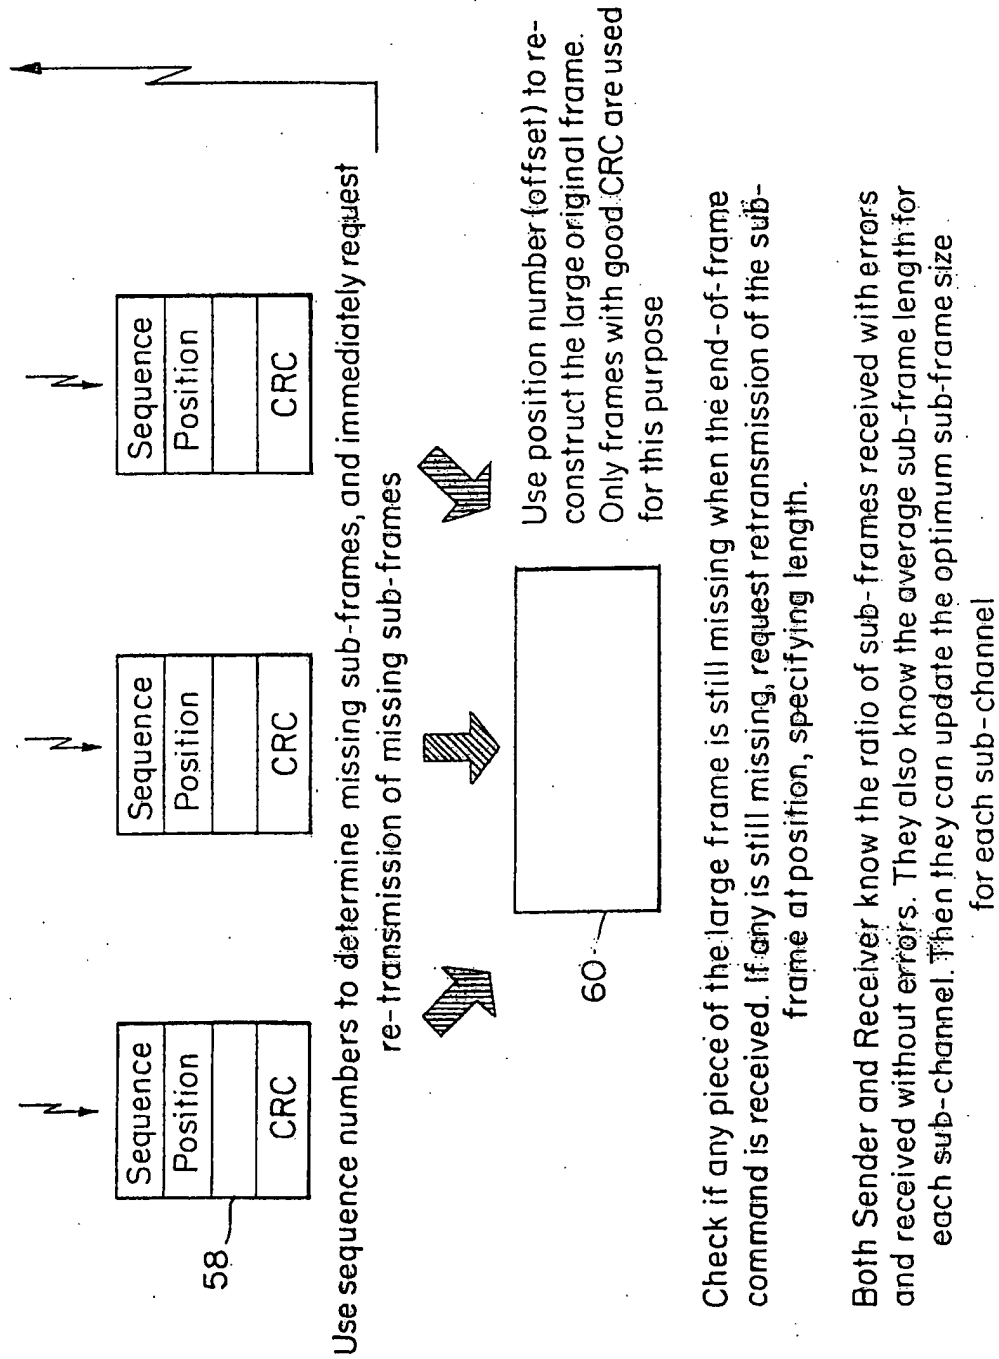 Sequence
Position
CRC
Sequence
Position
CRC
Sequence
Position
CRC
58
Use sequence numbers to determine missing sub-frames, and immediately request
re-transmission of missing sub-frames
60
Use position number (offset) to re-
construct the large original frame.
Only frames with good CRC are used
for this purpose
Check if any piece of the large frame is still missing when the end-of-frame
command is received. If any is still missing, request retransmission of the sub-
frame at position, specifying length.
Both Sender and Receiver know the ratio of sub-frames received with errors
and received without errors. They also know the average sub-frame length for
each sub-channel. Then they can update the optimum sub-frame size
for each sub-channel